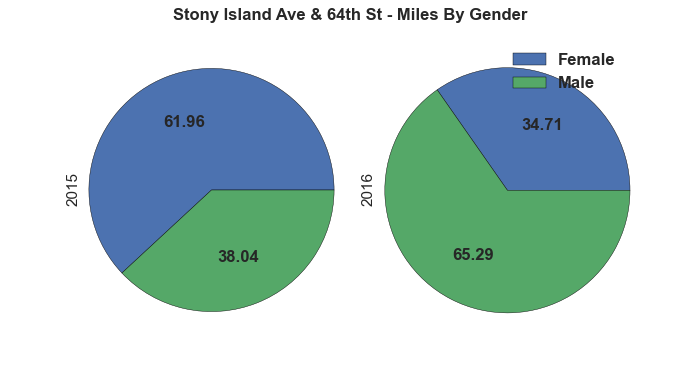 Stony Island Ave & 64th St - Miles By Gender
Female
Male
2015
61.96
38.04
2016
34.71
65.29